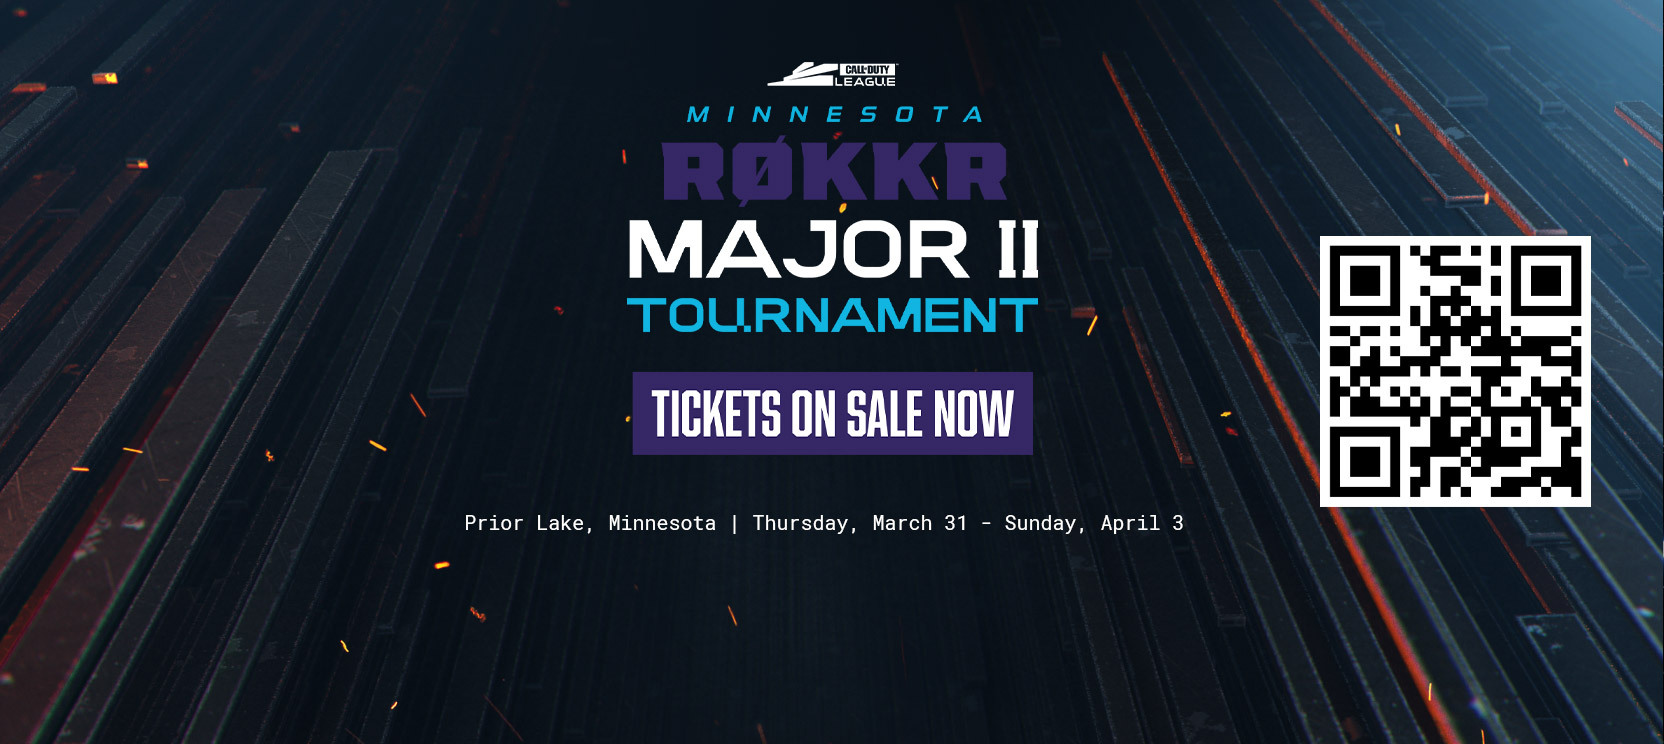 CALL OF DUTY
LEAGUE
MINNESOTA
RØKKR
MAJOR II
TOURNAMENT
TICKETS ON SALE NOW
Prior Lake, Minnesota | Thursday, March 31 - Sunday, April 3